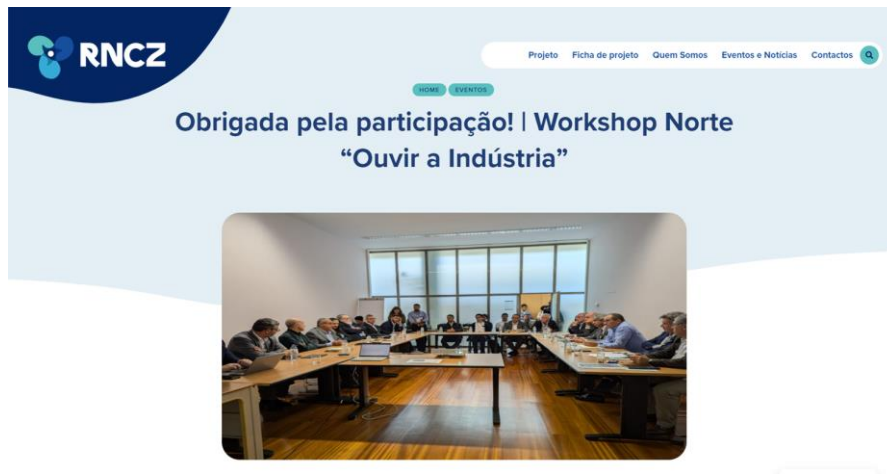 RNCZ
Projeto Ficha de projeto Quem Somos Eventos e Notícias Contactos
HOME EVENTOS
Obrigada pela participação! | Workshop Norte
“Ouvir a Indústria”